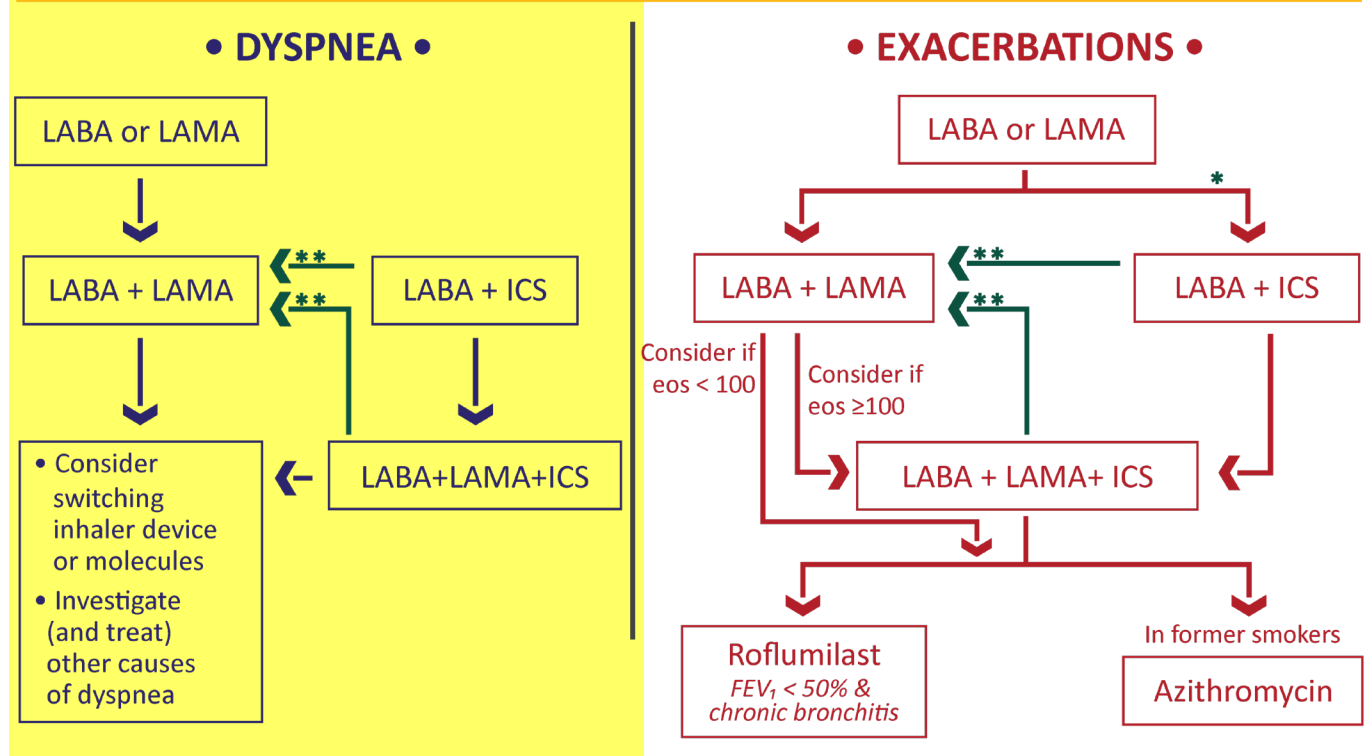 • DYSPNEA •
LABA or LAMA
LABA + LAMA
**
**
LABA + ICS
LABA+LAMA+ICS
• Consider
switching
inhaler device
or molecules
• Investigate
(and treat)
other causes
of dyspnea
• EXACERBATIONS •
LABA or LAMA
*
LABA + LAMA
**
**
LABA + ICS
Consider if
eos < 100
Consider if
eos ≥100
LABA + LAMA+ ICS
Roflumilast
FEV₁ < 50% &
chronic bronchitis
In former smokers
Azithromycin